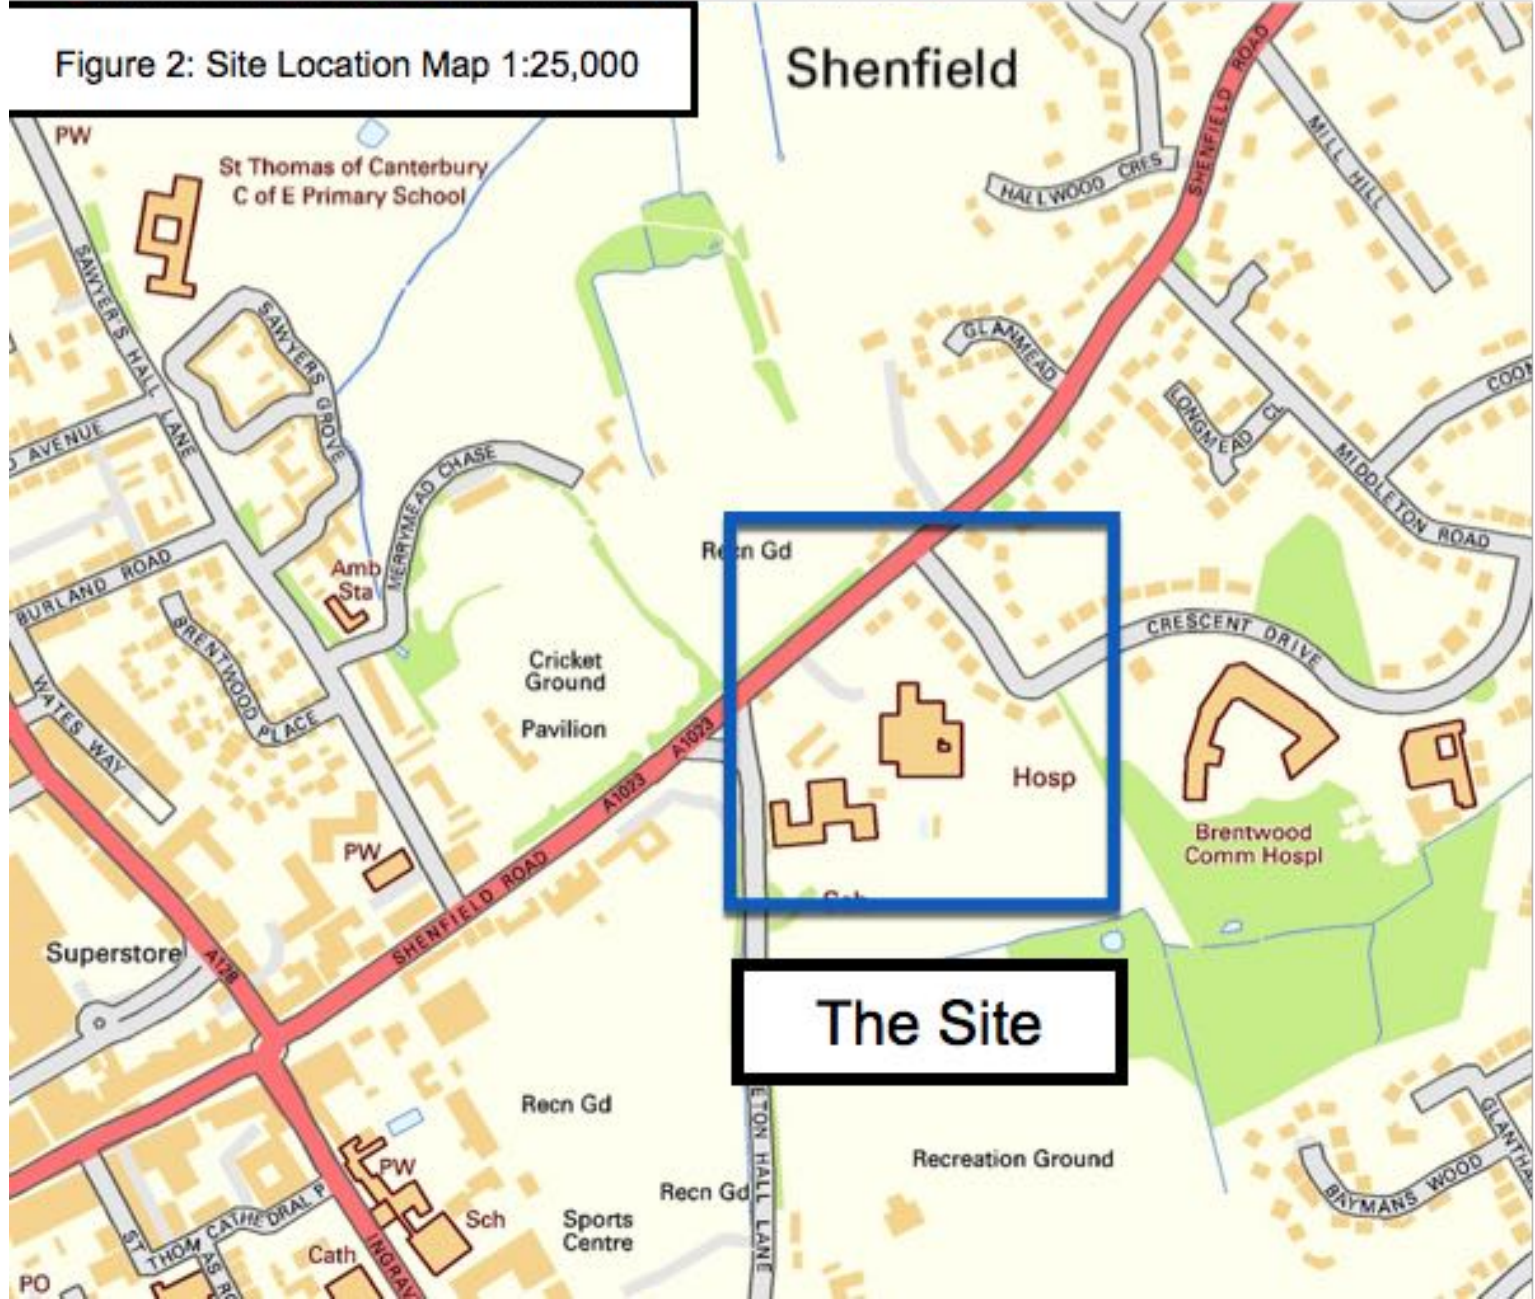 Figure 2: Site Location Map 1:25,000
Shenfield
PW
St Thomas of Canterbury
C of E Primary School
SHENFIELD ROAD
MILL HILL
HALLWOOD CRES
SAWYER'S HALL LANE
SAWYERS GROVE
GLANMEAD
LONGMEAD CL
MIDDLETON ROAD
AVENUE
MERRYMEAD CHASE
BURLAND ROAD
Amb
Sta
Recn Gd
BRENTWOOD PLACE
CRESCENT DRIVE
Cricket
Ground
Pavilion
WATES WAY
A1023
A1023
Hosp
Brentwood
Comm Hospl
PW
SHENFIELD ROAD
Superstore
A128
The Site
Recn Gd
Recreation Ground
HALL LANE
BAYMANS WOOD
PW
Recn Gd
Sch
Sports
Centre
ST THOMAS
CATHEDRAL P
Cath
PO